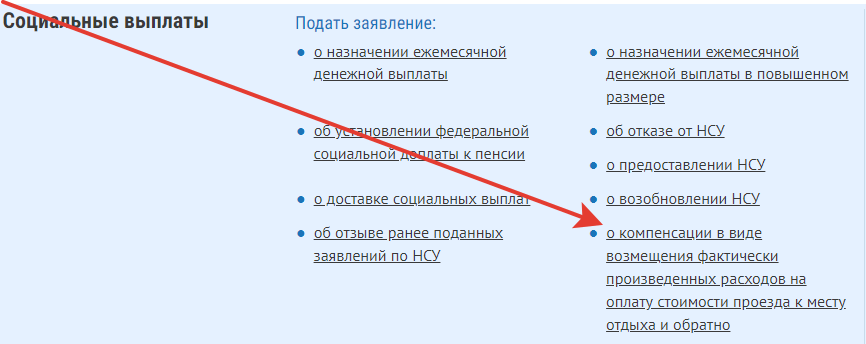 Социальные выплаты
Подать заявление:
о назначении ежемесячной
денежной выплаты
о назначении ежемесячной
денежной выплаты в повышенном
размере
об установлении федеральной
социальной доплаты к пенсии
об отказе от НСУ
о предоставлении НСУ
о доставке социальных выплат
о возобновлении НСУ
об отзыве ранее поданных
заявлений по НСУ
о компенсации в виде
возмещения фактически
произведенных расходов на
оплату стоимости проезда к месту
отдыха и обратно